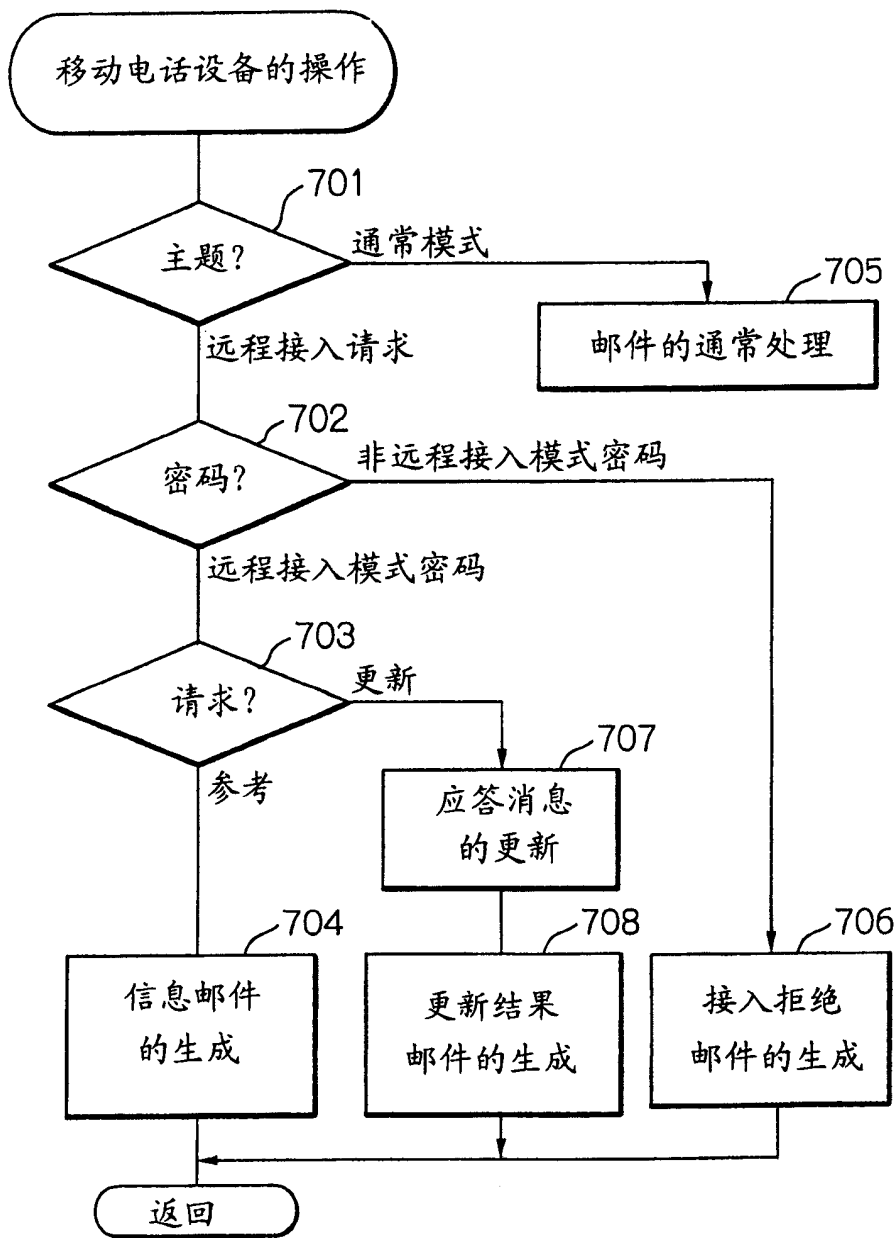 移动电话设备的操作
701
主题?
通常模式
705
邮件的通常处理
远程接入请求
702
密码?
非远程接入模式密码
远程接入模式密码
703
请求?
更新
707
参考
应答消息
的更新
704
信息邮件
的生成
708
更新结果
邮件的生成
706
接入拒绝
邮件的生成
返回